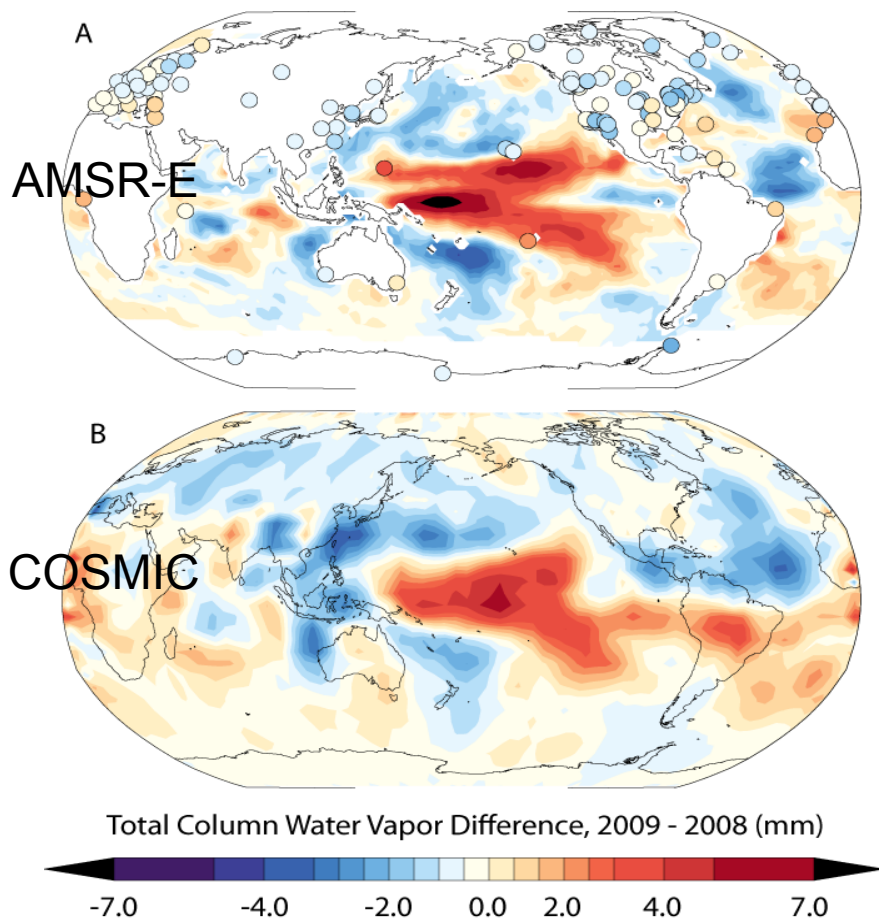 A
AMSR-E
B
COSMIC
Total Column Water Vapor Difference, 2009 - 2008 (mm)
-7.0 -4.0 -2.0 0.0 2.0 4.0 7.0